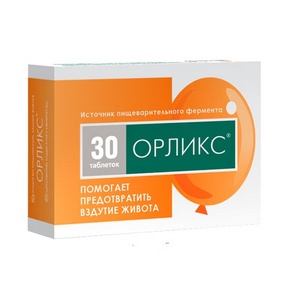 Источник пищеварительного фермента
30
таблеток
ОРЛИКС®
ПОМОГАЕТ
ПРЕДОТВРАТИТЬ
ВЗДУТИЕ ЖИВОТА